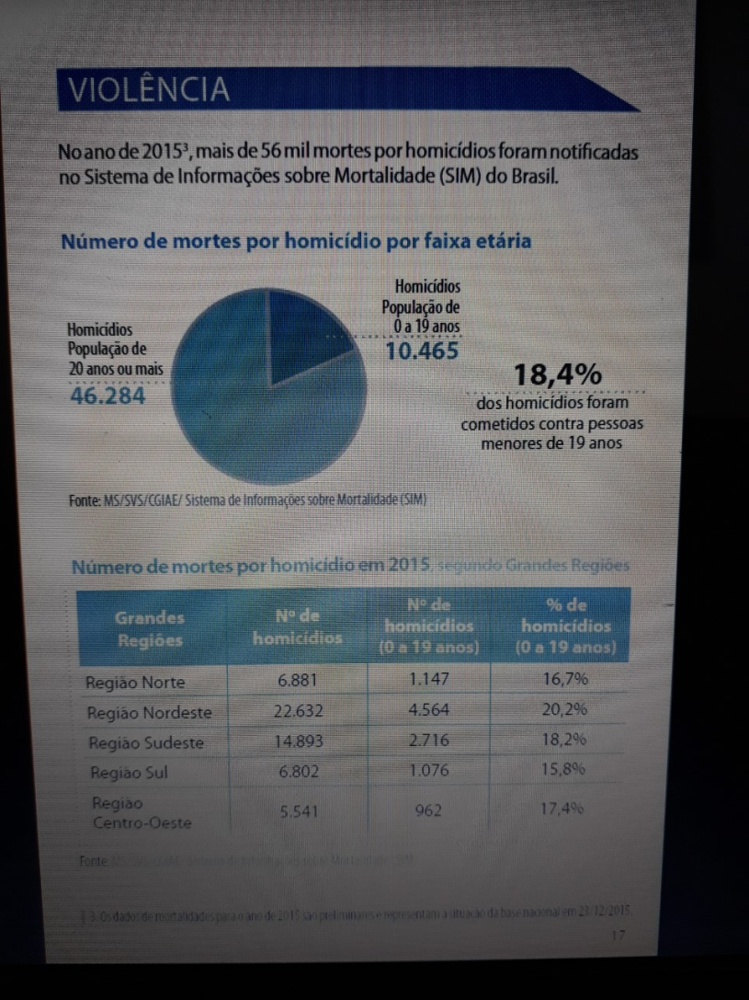 VIOLÊNCIA
No ano de 2015³, mais de 56 mil mortes por homicídios foram notificadas
no Sistema de Informações sobre Mortalidade (SIM) do Brasil.
Número de mortes por homicídio por faixa etária
Homicídios
População de
20 anos ou mais
46.284
Homicídios
População de
0 a 19 anos
10.465
18,4%
dos homicídios foram
cometidos contra pessoas
menores de 19 anos
Fonte: MS/SVS/CGIAE/ Sistema de Informações sobre Mortalidade (SIM)
Número de mortes por homicídio em 2015, segundo Grandes Regiões
Grandes Regiões Nº de homicídios Nº de homicídios (0 a 19 anos) % de homicídios (0 a 19 anos)
Região Norte 6.881 1.147 16,7%
Região Nordeste 22.632 4.564 20,2%
Região Sudeste 14.893 2.716 18,2%
Região Sul 6.802 1.076 15,8%
Região Centro-Oeste 5.541 962 17,4%
Fonte
3. Os dados de mortalidades para o ano de 2015 são preliminares e representam a situação da base nacional em 23/12/2015.
17